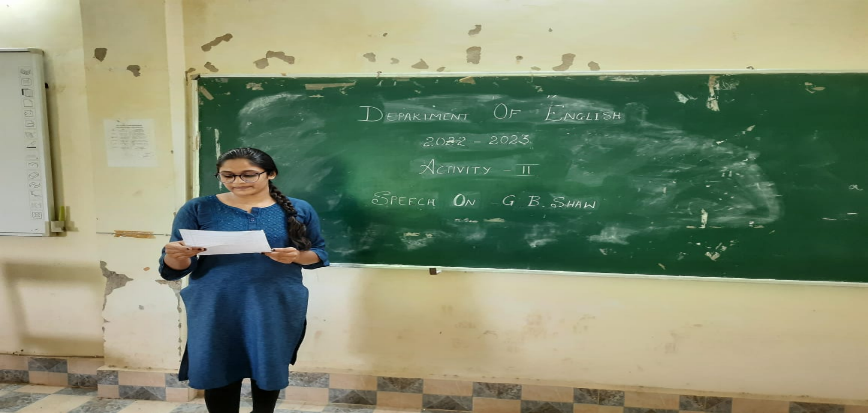 DEPARTMENT OF ENGLISH
2022 - 2023
ACTIVITY - II
SPEECH ON - G B. SHAW